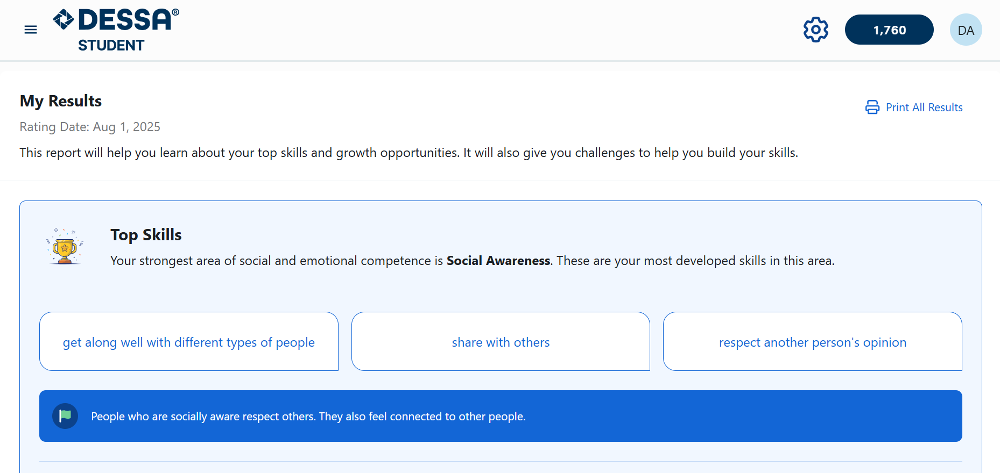 DESSA®
STUDENT
1,760
DA
My Results
Print All Results
Rating Date: Aug 1, 2025
This report will help you learn about your top skills and growth opportunities. It will also give you challenges to help you build your skills.
Top Skills
Your strongest area of social and emotional competence is Social Awareness. These are your most developed skills in this area.
get along well with different types of people
share with others
respect another person's opinion
People who are socially aware respect others. They also feel connected to other people.